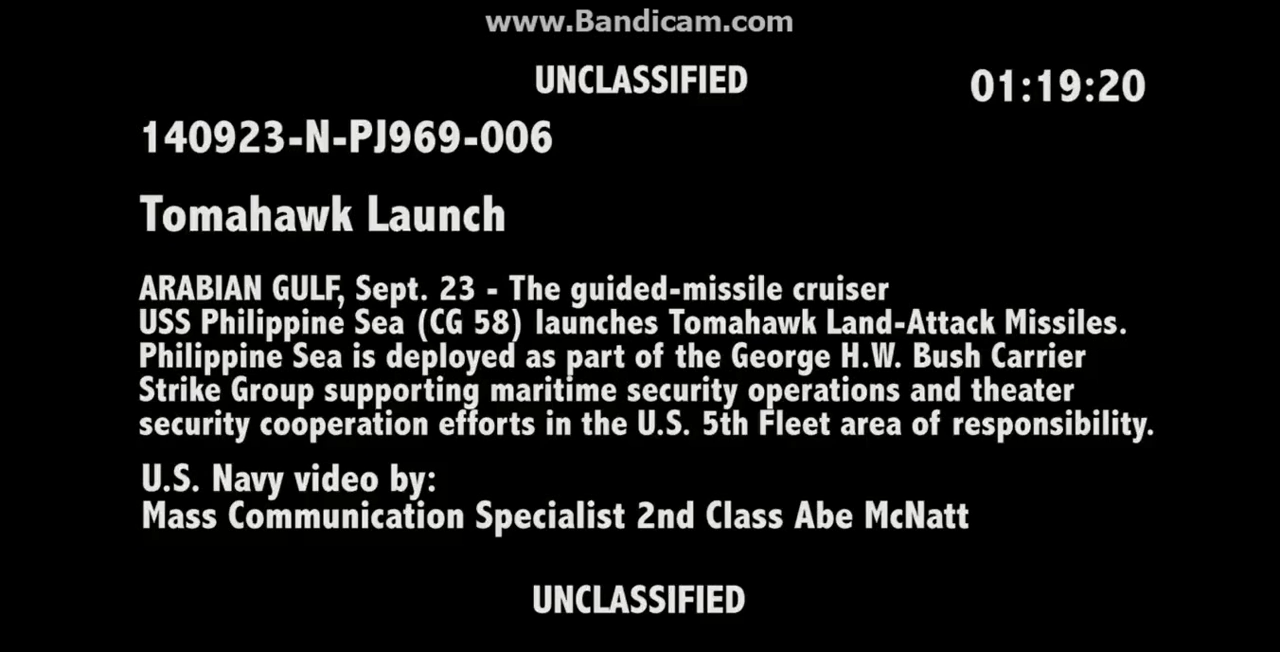 www.Bandicam.com
UNCLASSIFIED
01:19:20
140923-N-PJ969-006
Tomahawk Launch
ARABIAN GULF, Sept. 23 - The guided-missile cruiser
USS Philippine Sea (CG 58) launches Tomahawk Land-Attack Missiles.
Philippine Sea is deployed as part of the George H.W. Bush Carrier
Strike Group supporting maritime security operations and theater
security cooperation efforts in the U.S. 5th Fleet area of responsibility.
U.S. Navy video by:
Mass Communication Specialist 2nd Class Abe McNatt
UNCLASSIFIED